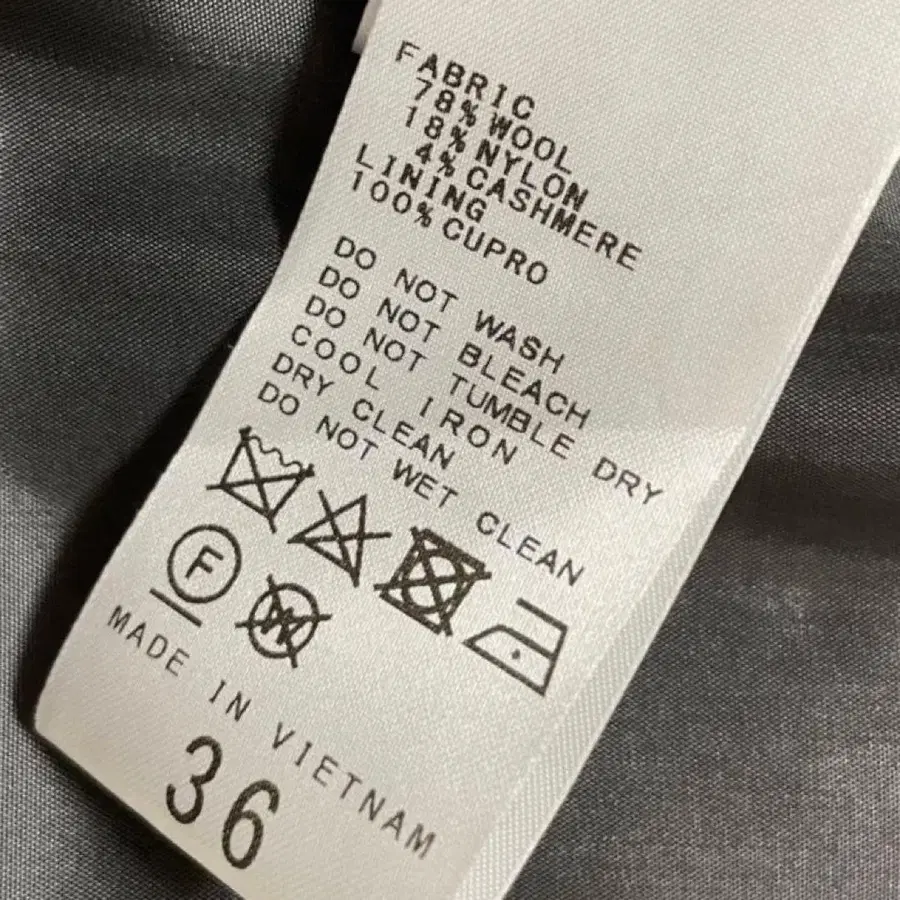 FABRIC
78% WOOL
18% NYLON
4% CASHMERE
LINING
100% CUPRO
DO NOT WASH
DO NOT BLEACH
DO NOT TUMBLE DRY
COOL IRON
DRY CLEAN
DO NOT WET CLEAN
F
W
MADE IN VIETNAM
36